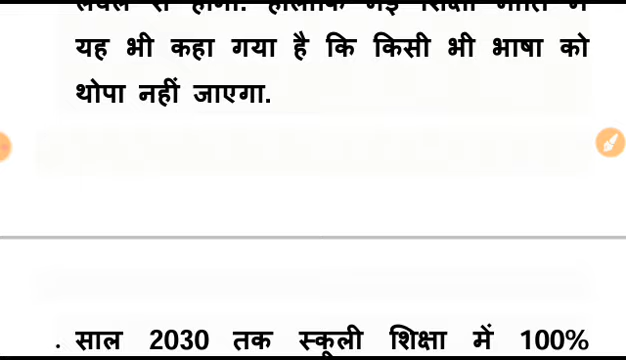 यह भी कहा गया है कि किसी भी भाषा को
थोपा नहीं जाएगा.
. साल 2030 तक स्कूली शिक्षा में 100%